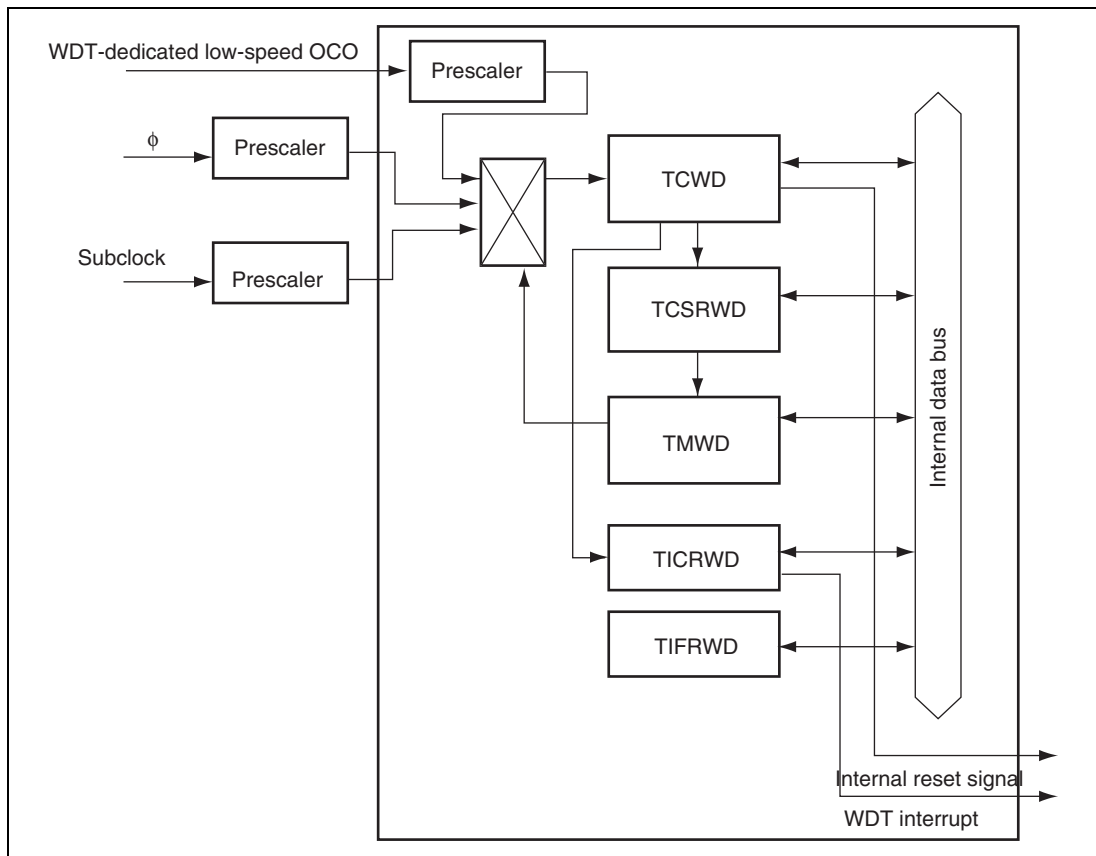 WDT-dedicated low-speed OCO
Prescaler
ϕ
Prescaler
Subclock
Prescaler
TCWD
TCSRWD
TMWD
TICRWD
TIFRWD
Internal data bus
Internal reset signal
WDT interrupt